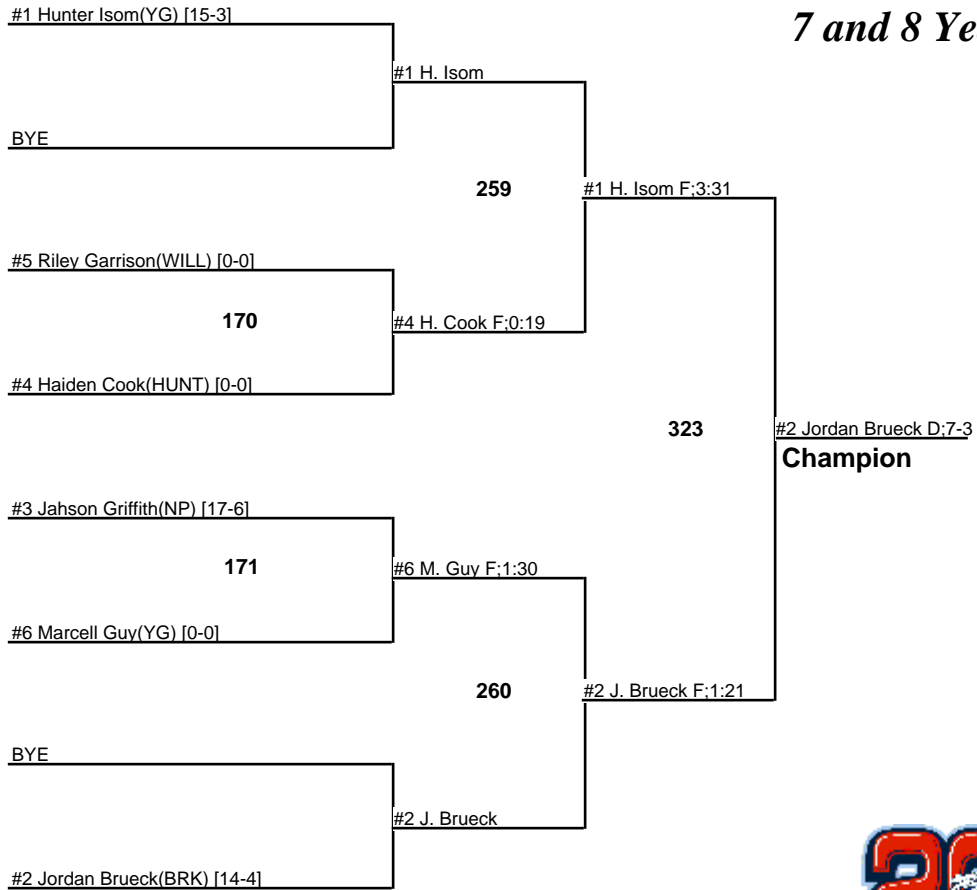 #1 Hunter Isom(YG) [15-3]
7 and 8 Ye
#1 H. Isom
BYE
259
#1 H. Isom F;3:31
#5 Riley Garrison(WILL) [0-0]
170
#4 H. Cook F;0:19
#4 Haiden Cook(HUNT) [0-0]
323
#2 Jordan Brueck D;7-3
Champion
#3 Jahson Griffith(NP) [17-6]
171
#6 M. Guy F;1:30
#6 Marcell Guy(YG) [0-0]
260
#2 J. Brueck F;1:21
BYE
#2 J. Brueck
#2 Jordan Brueck(BRK) [14-4]